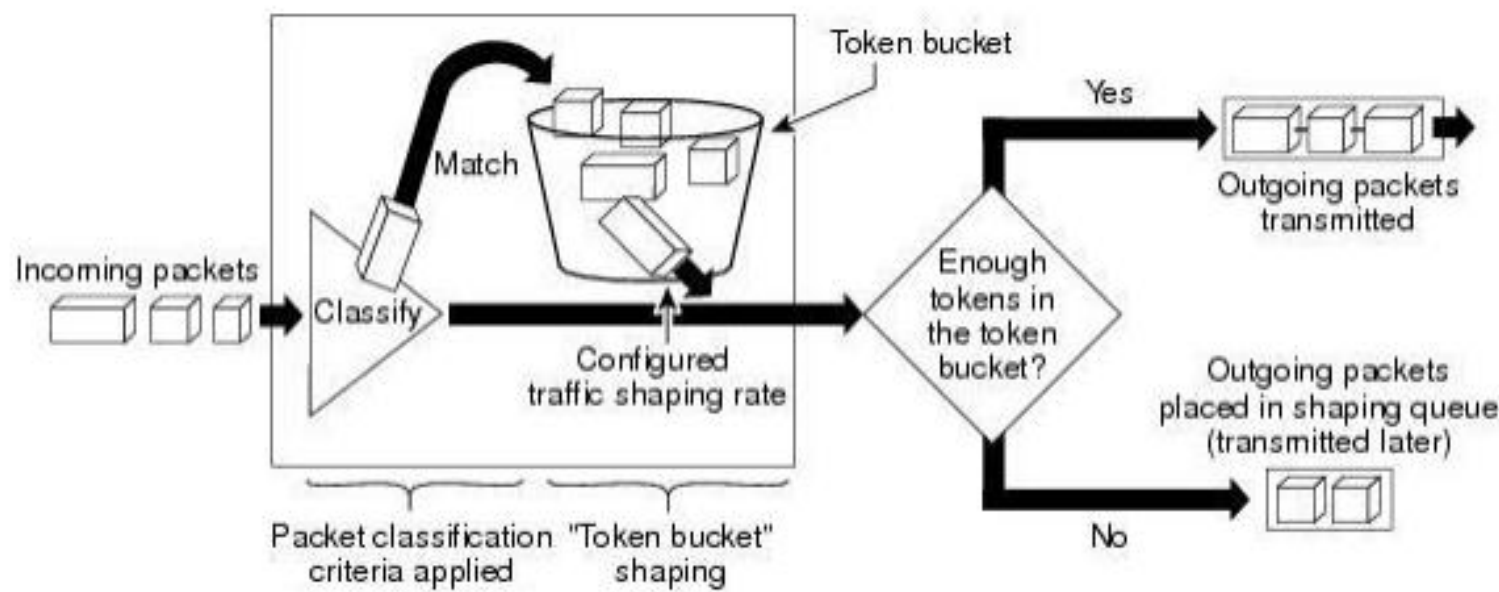 Token bucket
Yes
Match
Outgoing packets
transmitted
Incoming packets
Classify
Enough
tokens in
the token
bucket?
Configured
traffic shaping rate
Outgoing packets
placed in shaping queue
(transmitted later)
No
Packet classification
criteria applied
"Token bucket"
shaping